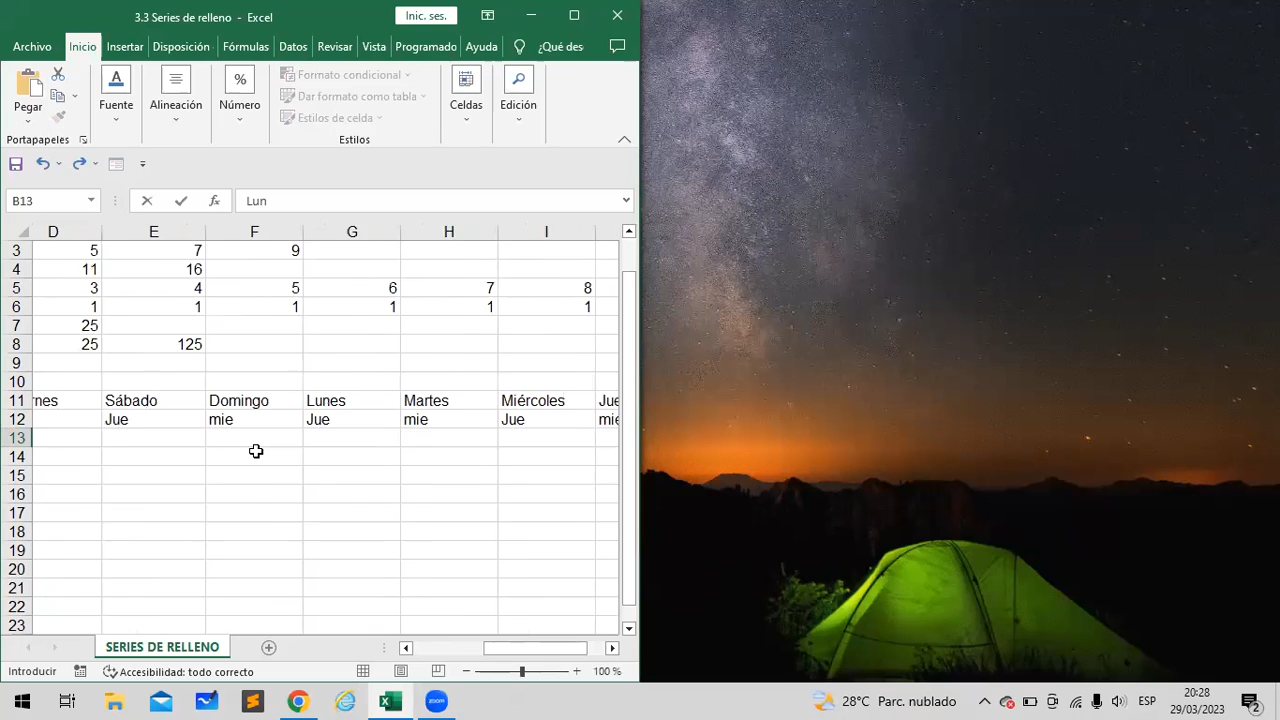 3.3 Series de relleno - Excel
Inic. ses.
Archivo Inicio Insertar Disposición Fórmulas Datos Revisar Vista Programado Ayuda ¿Qué des
Pegar Fuente Alineación Número Formato condicional Celdas Edición
Dar formato como tabla
Estilos de celda
Portapapeles Estilos
B13 fx Lun
D E F G H I
3 5 7 9
4 11 16
5 3 4 5 6 7 8
6 1 1 1 1 1 1
7 25
8 25 125
9
10
11 rnes Sábado Domingo Lunes Martes Miércoles Jue
12 Jue mie Jue mie Jue mie
13
14
15
16
17
18
19
20
21
22
23
SERIES DE RELLENO
Introducir Accesibilidad: todo correcto 100 %
28°C Parc. nublado ESP 20:28
29/03/2023
2